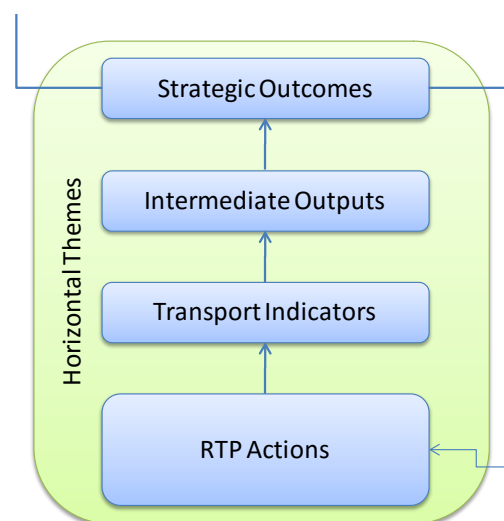 Strategic Outcomes
Intermediate Outputs
Horizontal Themes
Transport Indicators
RTP Actions